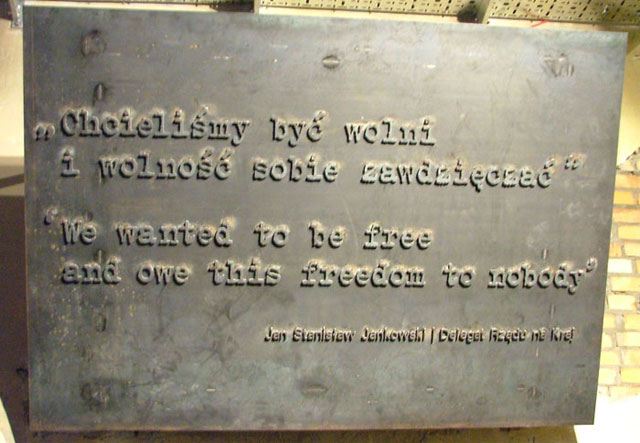 „Chcieliśmy być wolni
i wolność sobie zawdzięczać“
‘We wanted to be free
and owe this freedom to nobody’
Jan Stanisław Jankowski | Delegat Rządu na Kraj